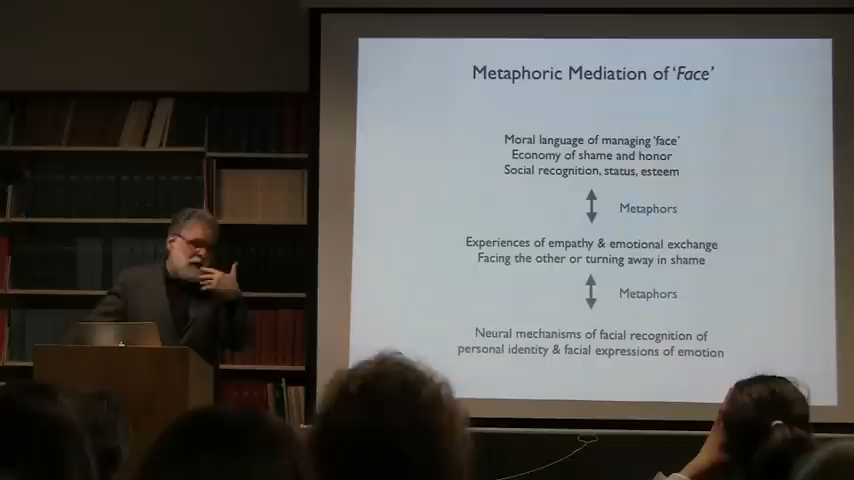 Metaphoric Mediation of 'Face'
Moral language of managing 'face'
Economy of shame and honor
Social recognition, status, esteem
Metaphors
Experiences of empathy & emotional exchange
Facing the other or turning away in shame
Metaphors
Neural mechanisms of facial recognition of
personal identity & facial expressions of emotion